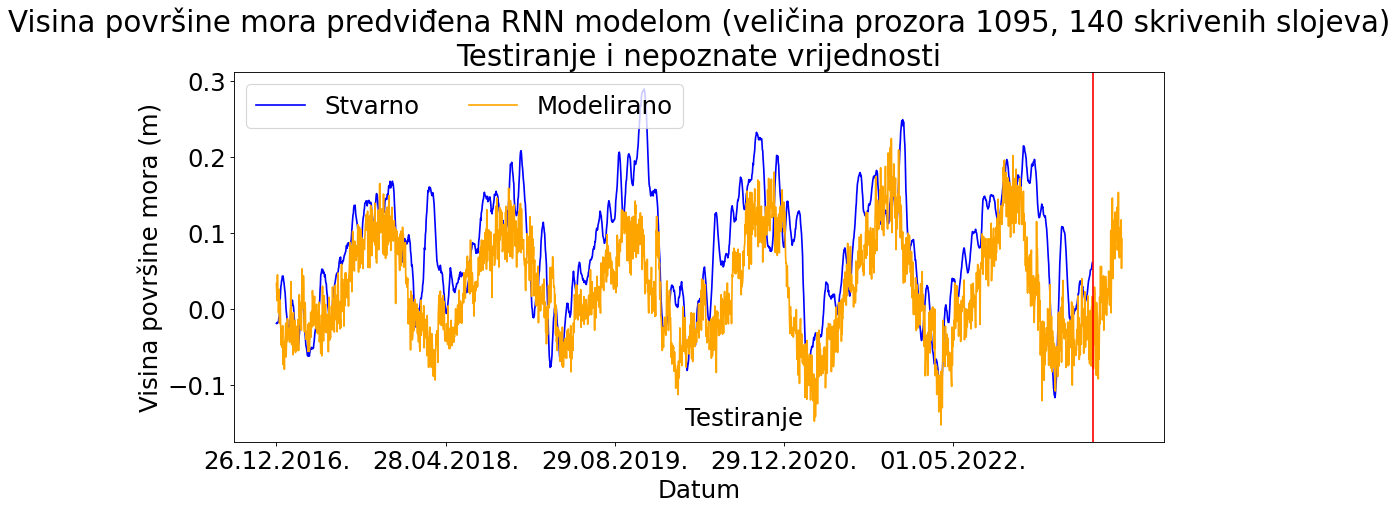 Visina površine mora predviđena RNN modelom (veličina prozora 1095, 140 skrivenih slojeva)
Testiranje i nepoznate vrijednosti
Stvarno Modelirano
0.3
0.2
0.1
0.0
−0.1
Visina površine mora (m)
Testiranje
26.12.2016. 28.04.2018. 29.08.2019. 29.12.2020. 01.05.2022.
Datum